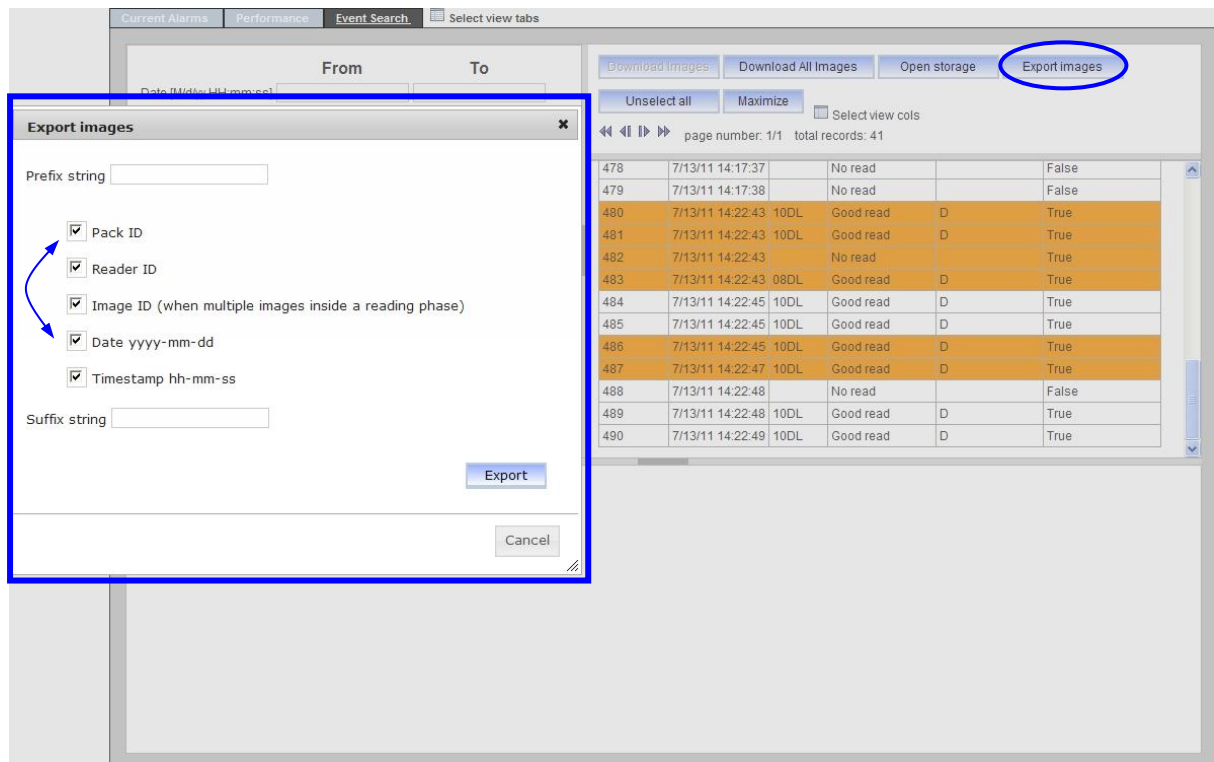 Current Alarms Performance Event Search Select view tabs
From To
Date [M/d/yy HH:mm:ss]
Download Images Download All Images Open storage Export images
Unselect all Maximize Select view cols
page number: 1/1 total records: 41
Export images
Prefix string
Pack ID
Reader ID
Image ID (when multiple images inside a reading phase)
Date yyyy-mm-dd
Timestamp hh-mm-ss
Suffix string
Export
Cancel
478 7/13/11 14:17:37 No read False
479 7/13/11 14:17:38 No read False
480 7/13/11 14:22:43 10DL Good read D True
481 7/13/11 14:22:43 10DL Good read D True
482 7/13/11 14:22:43 No read True
483 7/13/11 14:22:43 08DL Good read D True
484 7/13/11 14:22:45 10DL Good read D True
485 7/13/11 14:22:45 10DL Good read D True
486 7/13/11 14:22:45 10DL Good read D True
487 7/13/11 14:22:47 10DL Good read D True
488 7/13/11 14:22:48 No read False
489 7/13/11 14:22:48 10DL Good read D True
490 7/13/11 14:22:49 10DL Good read D True